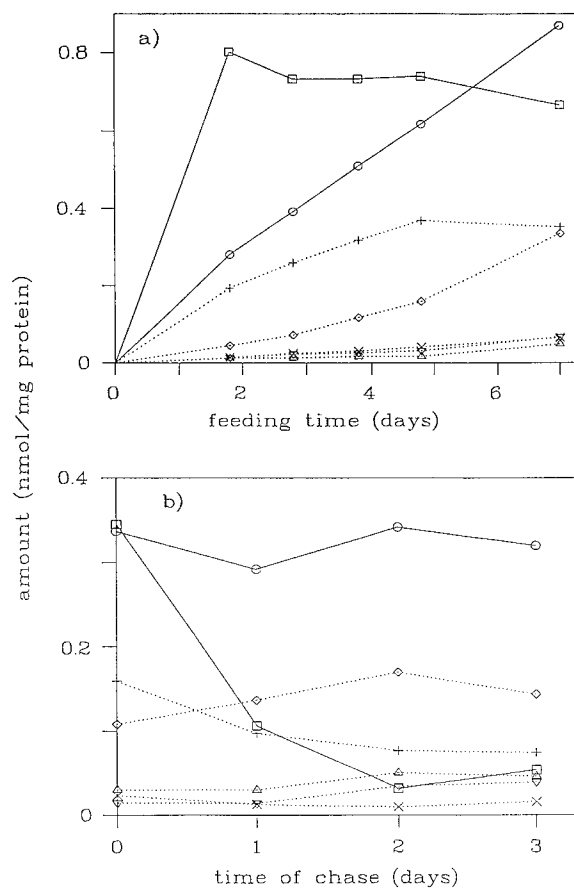 a)
0.8
0.4
0
0 2 4 6
feeding time (days)
amount (nmol/mg protein)
b)
0.4
0.2
0
0 1 2 3
time of chase (days)